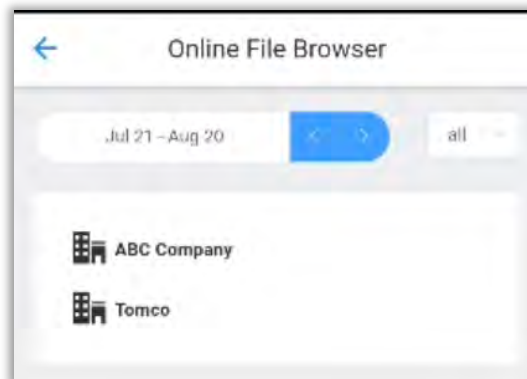 Online File Browser
Jul 21 – Aug 20
all
ABC Company
Tomco